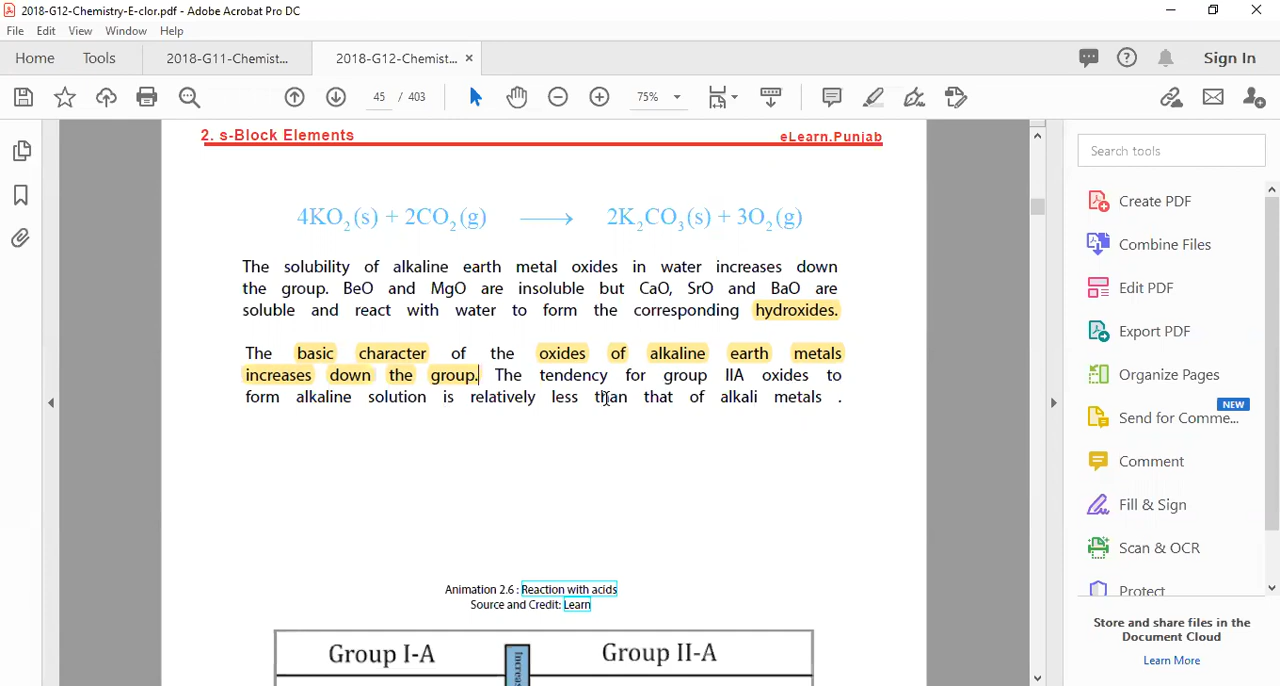 2018-G12-Chemistry-E-clor.pdf - Adobe Acrobat Pro DC
File Edit View Window Help
Home Tools 2018-G11-Chemist... 2018-G12-Chemist... × Sign In
45 / 403 75%
2. s-Block Elements eLearn.Punjab
4KO₂(s) + 2CO₂(g) ⟶ 2K₂CO₃(s) + 3O₂(g)
The solubility of alkaline earth metal oxides in water increases down
the group. BeO and MgO are insoluble but CaO, SrO and BaO are
soluble and react with water to form the corresponding hydroxides.
The basic character of the oxides of alkaline earth metals
increases down the group. The tendency for group IIA oxides to
form alkaline solution is relatively less than that of alkali metals .
Animation 2.6 : Reaction with acids
Source and Credit: Learn
Group I-A Increas Group II-A
Search tools
Create PDF
Combine Files
Edit PDF
Export PDF
Organize Pages
NEW
Send for Comme...
Comment
Fill & Sign
Scan & OCR
Protect
Store and share files in the
Document Cloud
Learn More